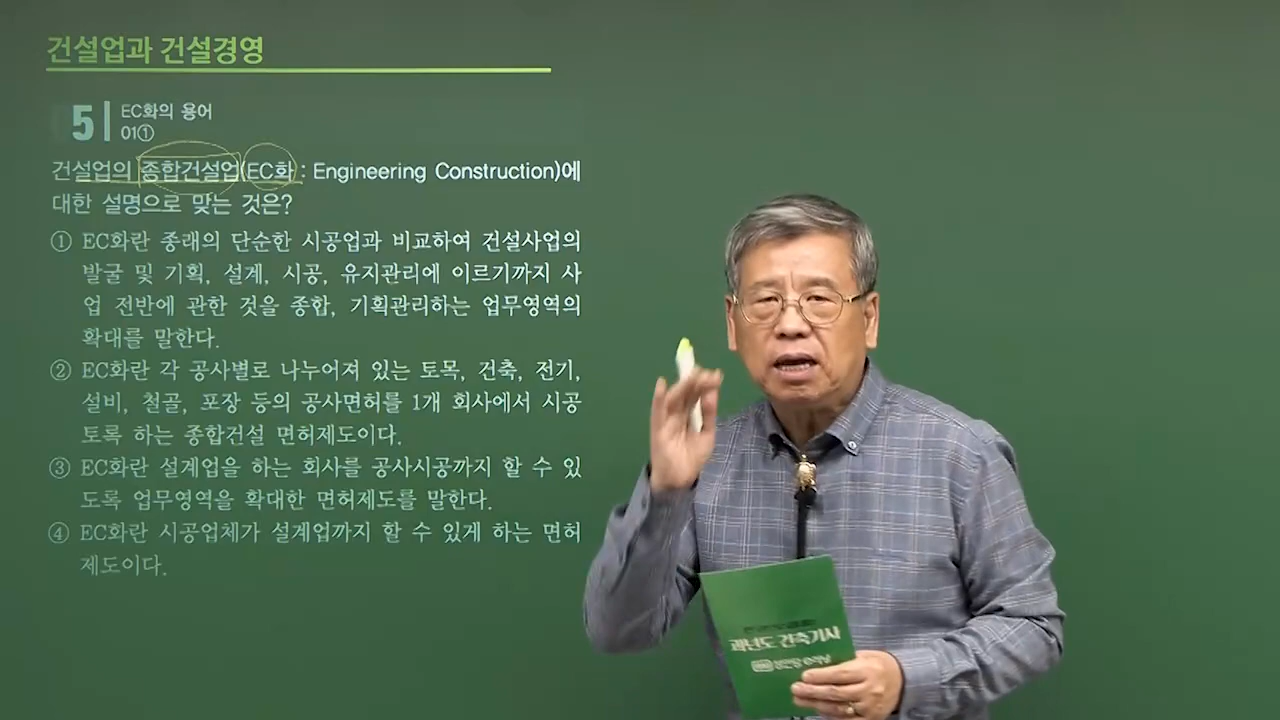 건설업과 건설경영
5
EC화의 용어
01①
건설업의 종합건설업(EC화 : Engineering Construction)에
대한 설명으로 맞는 것은?
① EC화란 종래의 단순한 시공업과 비교하여 건설사업의
발굴 및 기획, 설계, 시공, 유지관리에 이르기까지 사
업 전반에 관한 것을 종합, 기획관리하는 업무영역의
확대를 말한다.
② EC화란 각 공사별로 나누어져 있는 토목, 건축, 전기,
설비, 철골, 포장 등의 공사면허를 1개 회사에서 시공
토록 하는 종합건설 면허제도이다.
③ EC화란 설계업을 하는 회사를 공사시공까지 할 수 있
도록 업무영역을 확대한 면허제도를 말한다.
④ EC화란 시공업체가 설계업까지 할 수 있게 하는 면허
제도이다.
과년도 건축기사